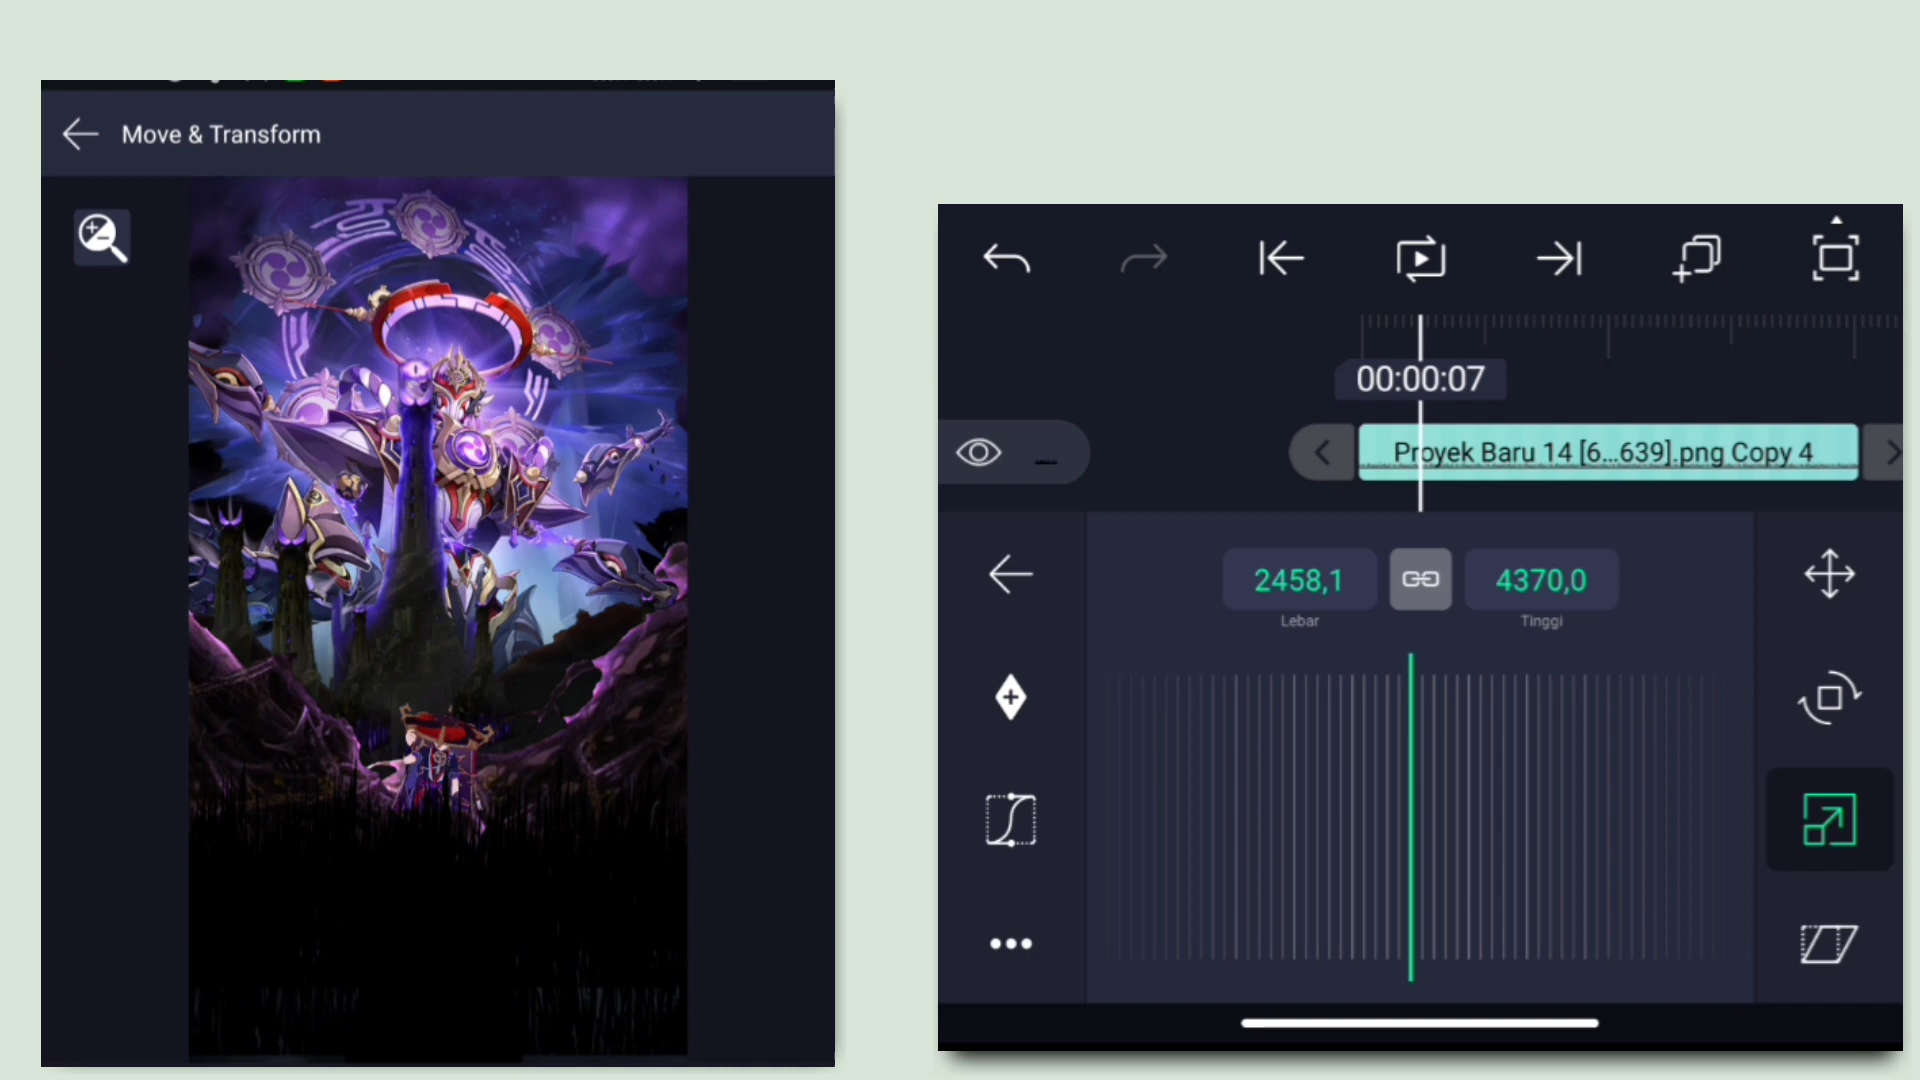 Move & Transform
00:00:07
Proyek Baru 14 [6...639].png Copy 4
2458,1
4370,0
Lebar
Tinggi